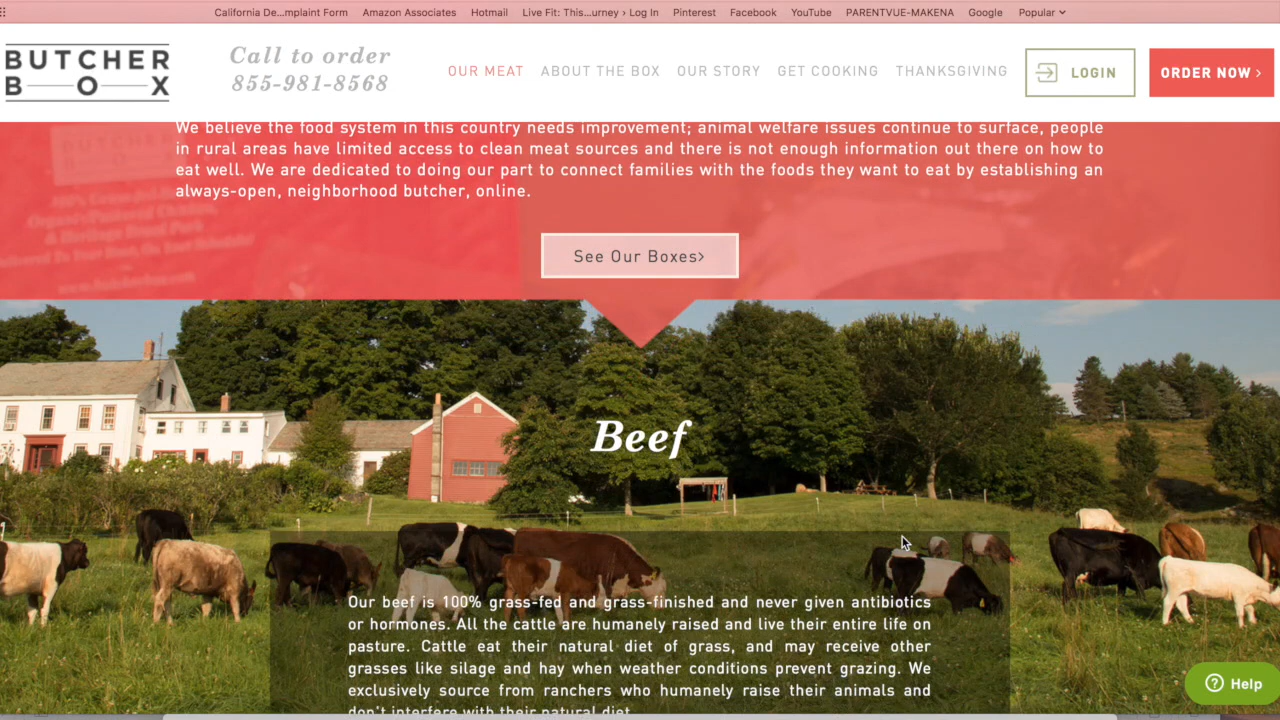 California De...mplaint Form Amazon Associates Hotmail Live Fit: This...urney › Log In Pinterest Facebook YouTube PARENTVUE-MAKENA Google Popular
BUTCHER
BOX
Call to order
855-981-8568
OUR MEAT ABOUT THE BOX OUR STORY GET COOKING THANKSGIVING
LOGIN
ORDER NOW ›
We believe the food system in this country needs improvement; animal welfare issues continue to surface, people
in rural areas have limited access to clean meat sources and there is not enough information out there on how to
eat well. We are dedicated to doing our part to connect families with the foods they want to eat by establishing an
always-open, neighborhood butcher, online.
See Our Boxes›
Beef
Our beef is 100% grass-fed and grass-finished and never given antibiotics
or hormones. All the cattle are humanely raised and live their entire life on
pasture. Cattle eat their natural diet of grass, and may receive other
grasses like silage and hay when weather conditions prevent grazing. We
exclusively source from ranchers who humanely raise their animals and
don't interfere with their natural diet.
Help